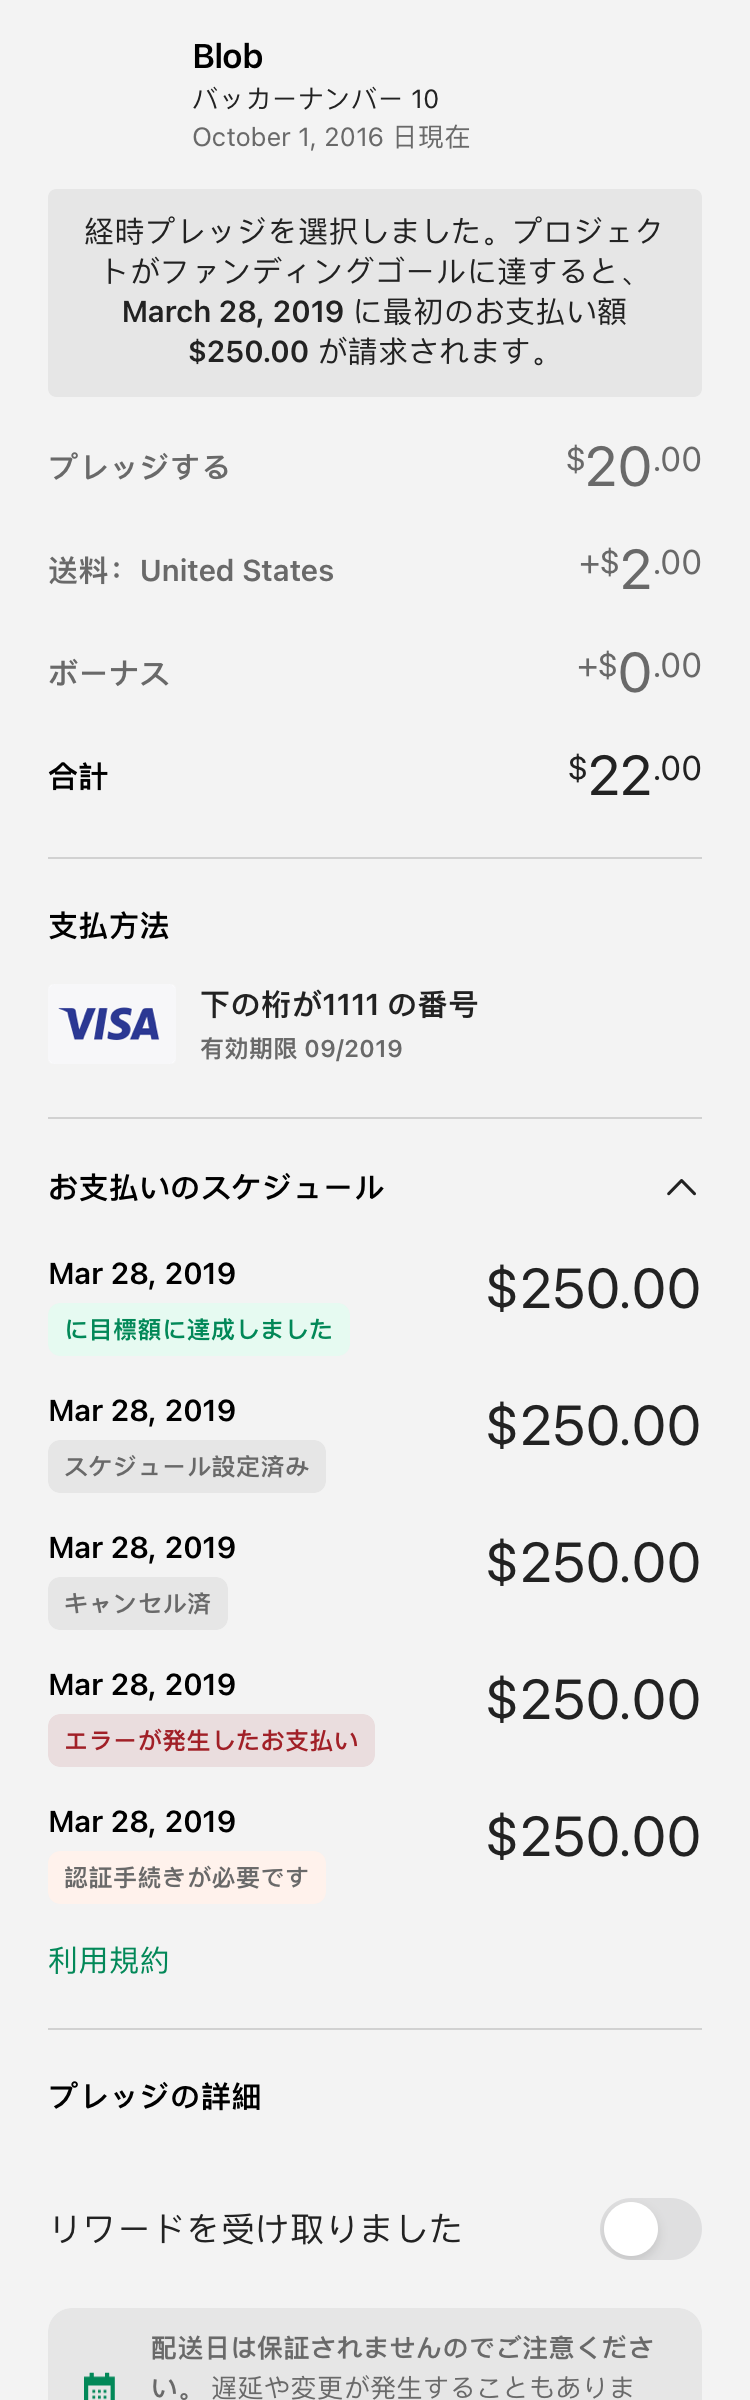 Blob
バッカーナンバー 10
October 1, 2016 日現在
経時プレッジを選択しました。プロジェク
トがファンディングゴールに達すると、
March 28, 2019 に最初のお支払い額
$250.00 が請求されます。
プレッジする $20.00
送料： United States +$2.00
ボーナス +$0.00
合計 $22.00
支払方法
VISA
下の桁が1111 の番号
有効期限 09/2019
お支払いのスケジュール
Mar 28, 2019 $250.00
に目標額に達成しました
Mar 28, 2019 $250.00
スケジュール設定済み
Mar 28, 2019 $250.00
キャンセル済
Mar 28, 2019 $250.00
エラーが発生したお支払い
Mar 28, 2019 $250.00
認証手続きが必要です
利用規約
プレッジの詳細
リワードを受け取りました
配送日は保証されませんのでご注意くださ
い。 遅延や変更が発生することもありま